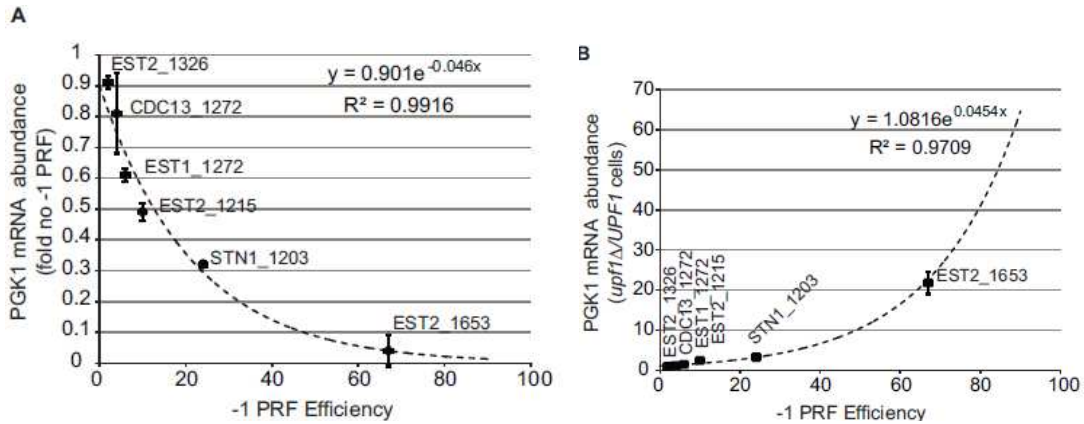 A
PGK1 mRNA abundance
(fold no -1 PRF)
1
0.9
0.8
0.7
0.6
0.5
0.4
0.3
0.2
0.1
0
EST2_1326
CDC13_1272
EST1_1272
EST2_1215
STN1_1203
EST2_1653
y = 0.901e^-0.046x
R² = 0.9916
0 20 40 60 80 100
-1 PRF Efficiency
B
PGK1 mRNA abundance
(upf1Δ/UPF1 cells)
70
60
50
40
30
20
10
0
y = 1.0816e^0.0454x
R² = 0.9709
EST2_1326
CDC13_1272
EST1_1272
EST2_1215
STN1_1203
EST2_1653
0 20 40 60 80 100
-1 PRF Efficiency